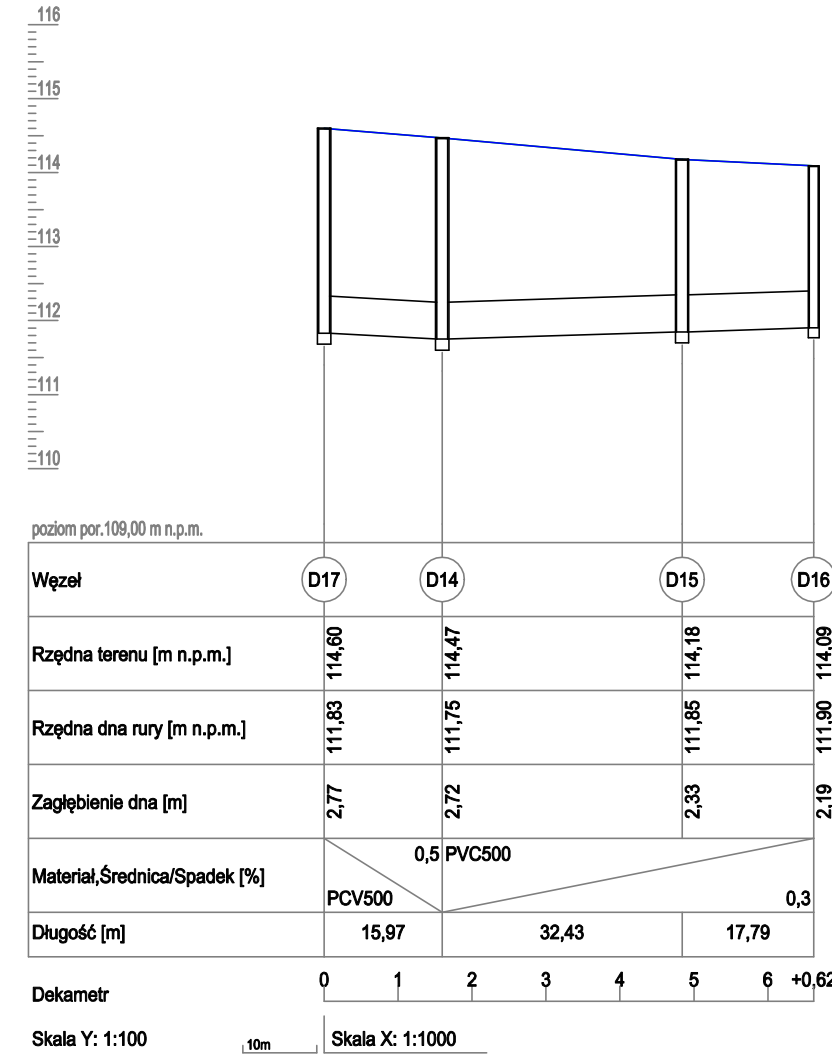 116
115
114
113
112
111
110
poziom por.109,00 m n.p.m.
Węzeł D17 D14 D15 D16
Rzędna terenu [m n.p.m.] 114,60 114,47 114,18 114,09
Rzędna dna rury [m n.p.m.] 111,83 111,75 111,85 111,90
Zagłębienie dna [m] 2,77 2,72 2,33 2,19
0,5 PVC500
Materiał,Średnica/Spadek [%]
PCV500 0,3
Długość [m] 15,97 32,43 17,79
Dekametr 0 1 2 3 4 5 6 +0,62
Skala Y: 1:100 10m Skala X: 1:1000